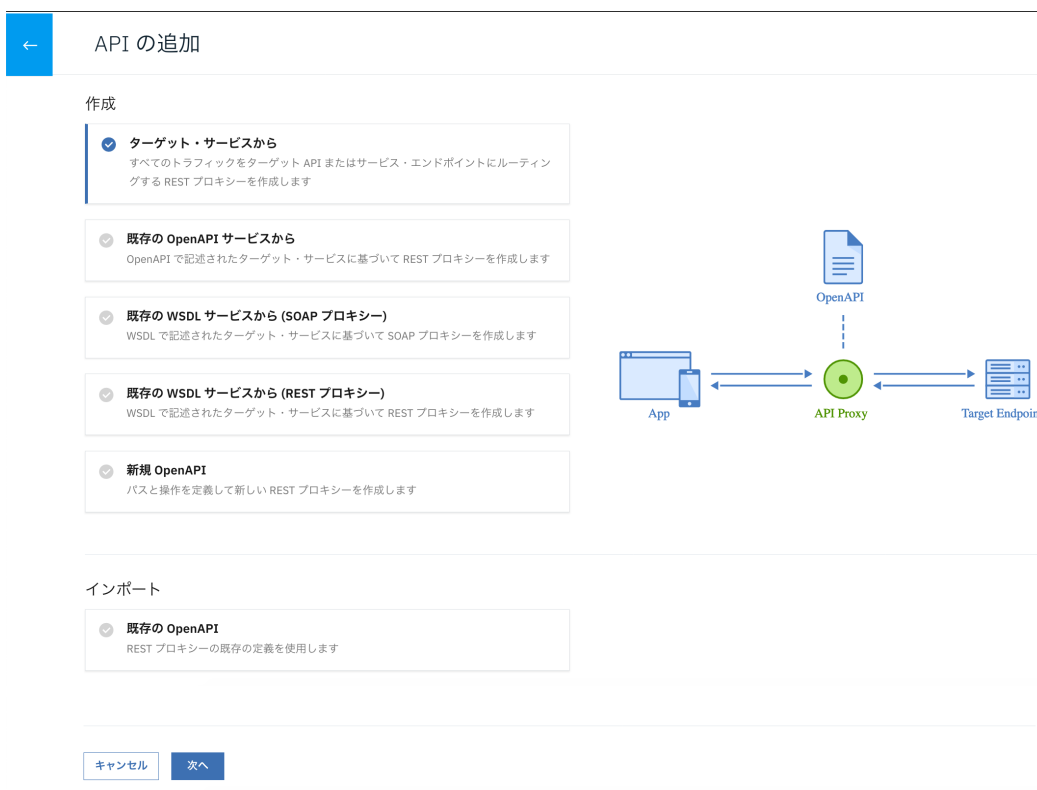 API の追加
作成
ターゲット・サービスから
すべてのトラフィックをターゲット API またはサービス・エンドポイントにルーティン
グする REST プロキシーを作成します
既存の OpenAPI サービスから
OpenAPI で記述されたターゲット・サービスに基づいて REST プロキシーを作成します
既存の WSDL サービスから (SOAP プロキシー)
WSDL で記述されたターゲット・サービスに基づいて SOAP プロキシーを作成します
既存の WSDL サービスから (REST プロキシー)
WSDL で記述されたターゲット・サービスに基づいて REST プロキシーを作成します
新規 OpenAPI
パスと操作を定義して新しい REST プロキシーを作成します
OpenAPI
App
API Proxy
Target Endpoin
インポート
既存の OpenAPI
REST プロキシーの既存の定義を使用します
キャンセル
次へ